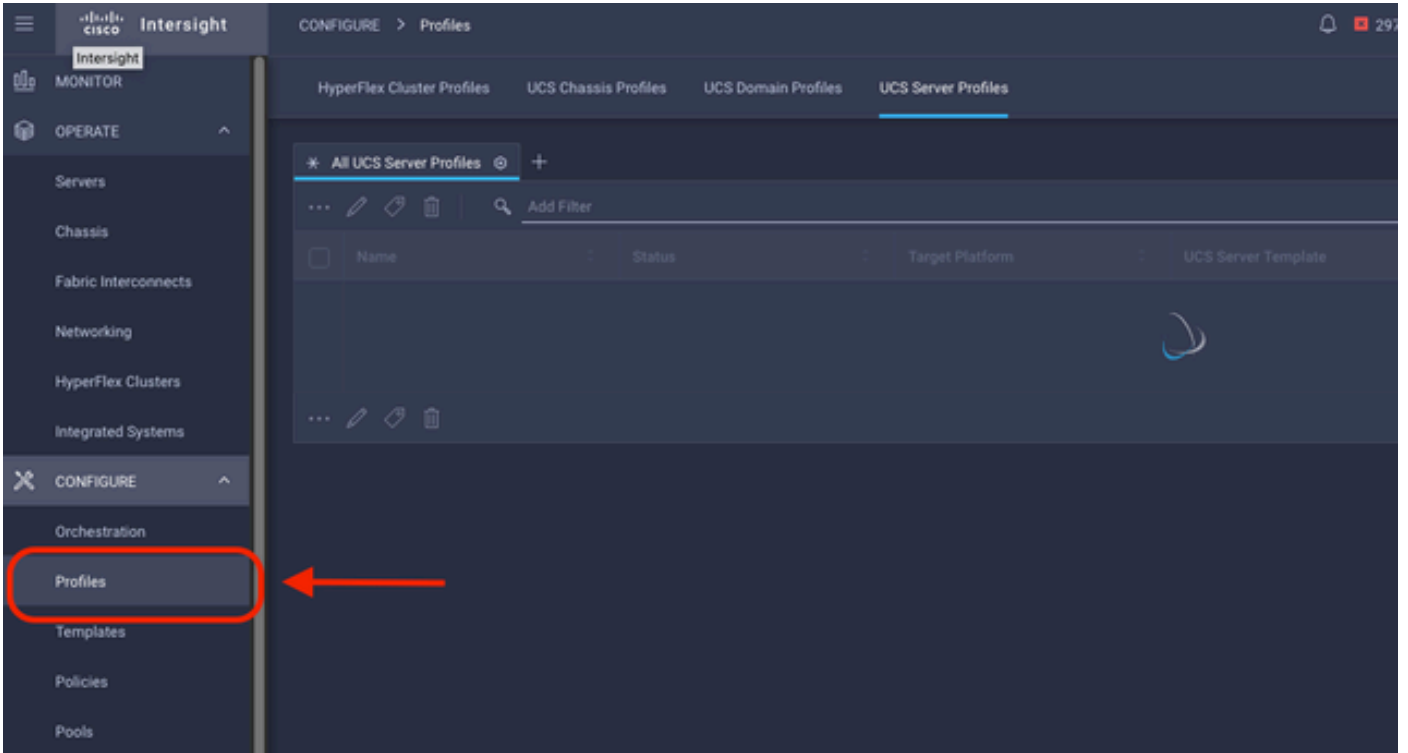 cisco Intersight
CONFIGURE > Profiles
297
Intersight
MONITOR
OPERATE
Servers
Chassis
Fabric Interconnects
Networking
HyperFlex Clusters
Integrated Systems
CONFIGURE
Orchestration
Profiles
Templates
Policies
Pools
HyperFlex Cluster Profiles UCS Chassis Profiles UCS Domain Profiles UCS Server Profiles
All UCS Server Profiles
Add Filter
Name Status Target Platform UCS Server Template